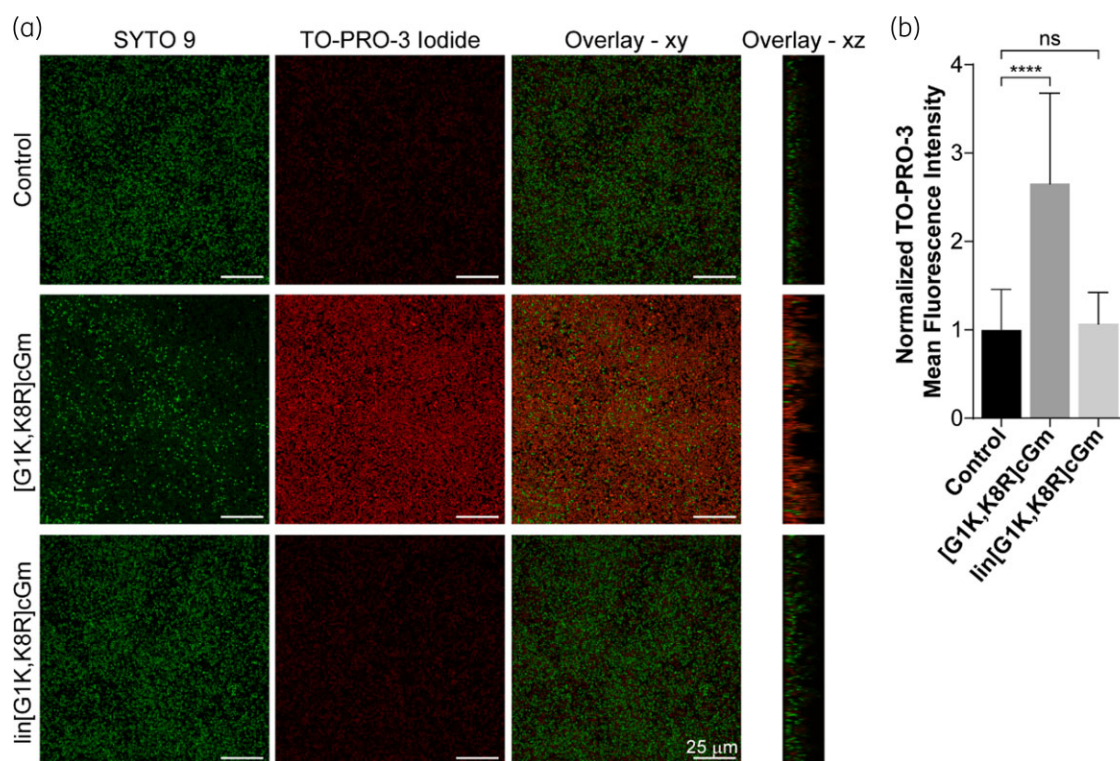 (a)
SYTO 9
TO-PRO-3 Iodide
Overlay - xy
Overlay - xz
Control
[G1K,K8R]cGm
lin[G1K,K8R]cGm
25 μm
(b)
ns
****
4
3
2
1
0
Normalized TO-PRO-3
Mean Fluorescence Intensity
Control
[G1K,K8R]cGm
lin[G1K,K8R]cGm